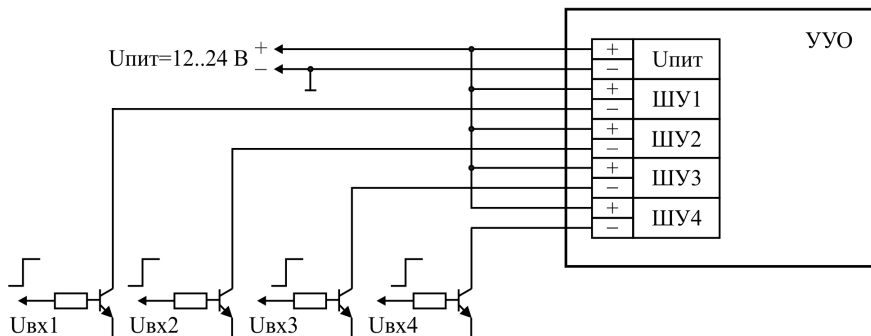 УУО
Uпит=12..24 В
+
−
+
−
Uпит
+
−
ШУ1
+
−
ШУ2
+
−
ШУ3
+
−
ШУ4
Uвх1
Uвх2
Uвх3
Uвх4